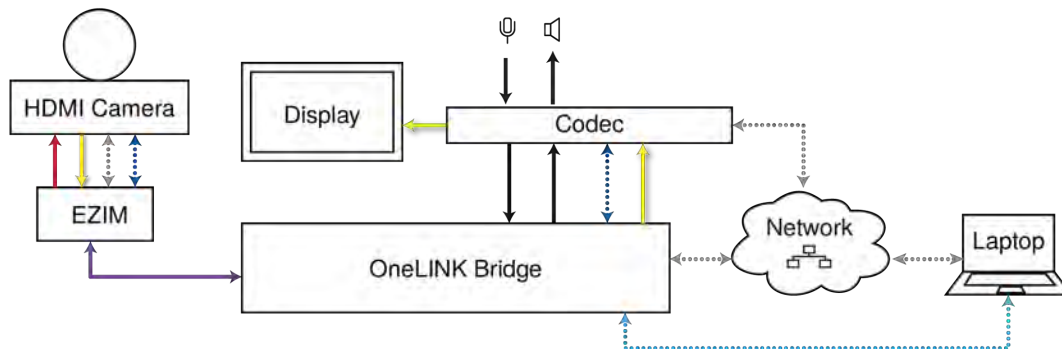 HDMI Camera
EZIM
Display
Codec
OneLINK Bridge
Network
Laptop